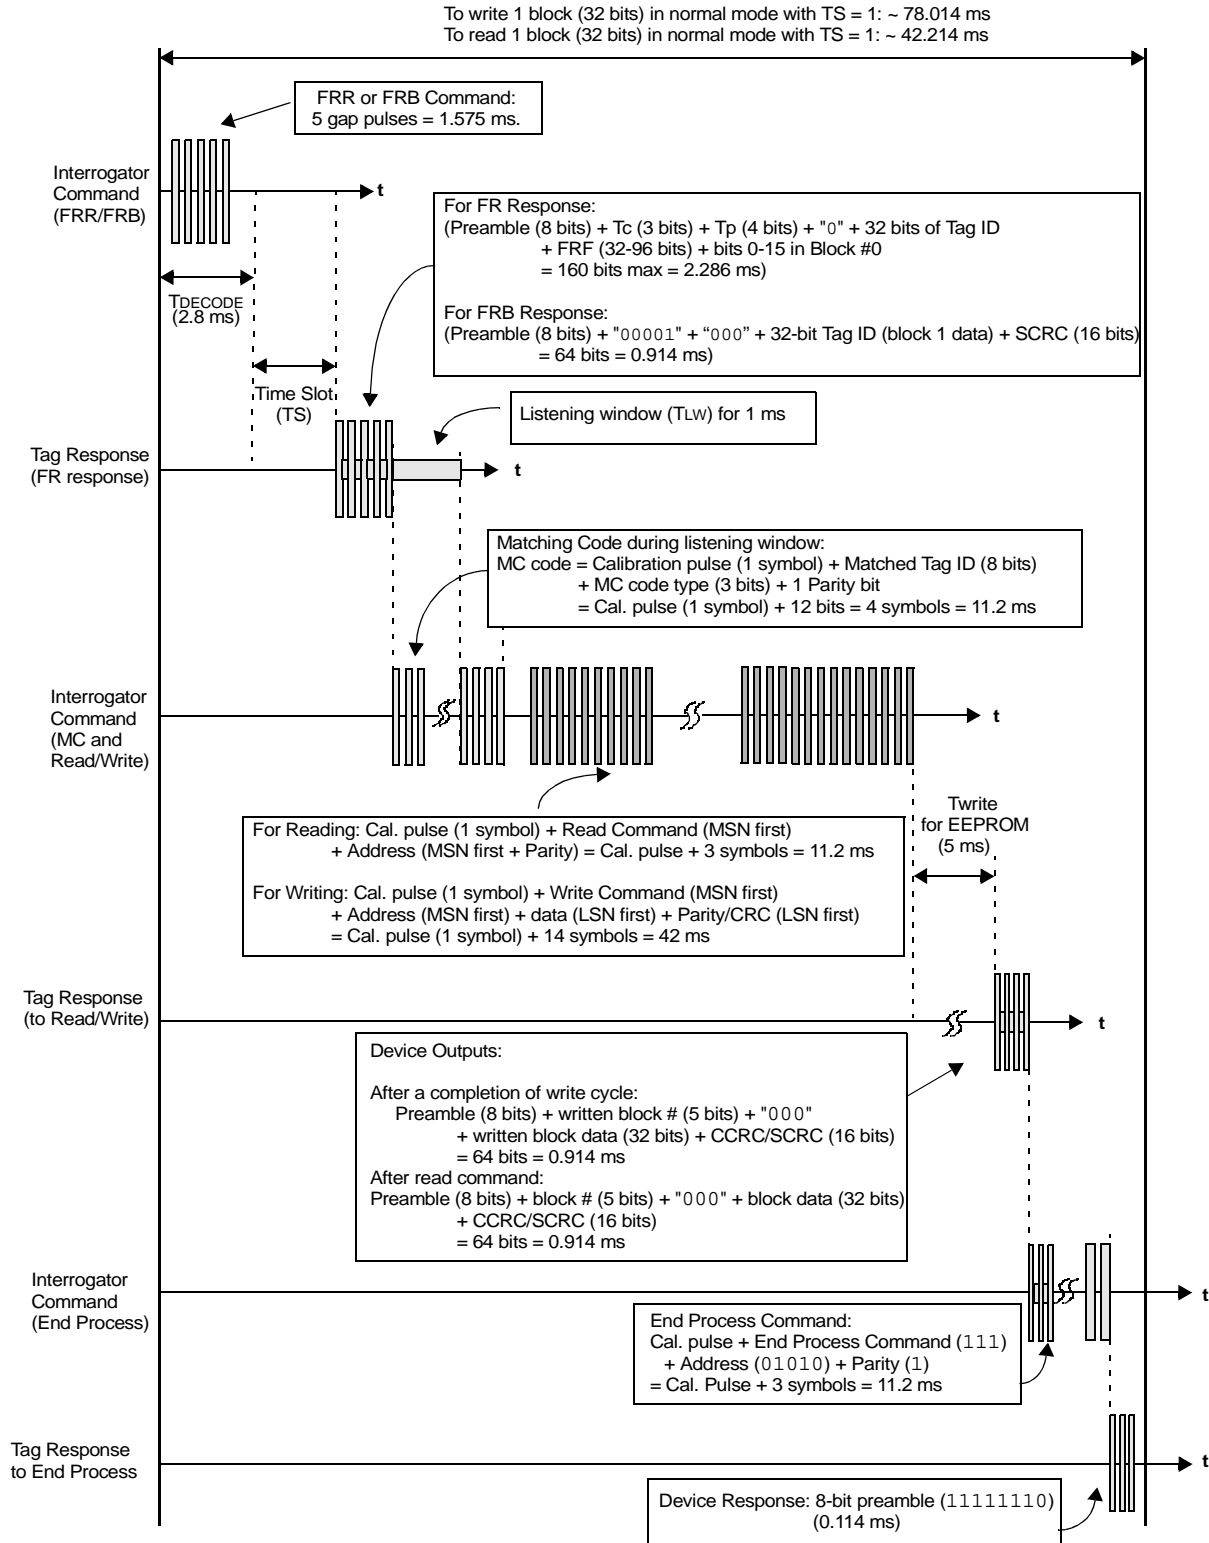 To write 1 block (32 bits) in normal mode with TS = 1: ~ 78.014 ms
To read 1 block (32 bits) in normal mode with TS = 1: ~ 42.214 ms
FRR or FRB Command:
5 gap pulses = 1.575 ms.
Interrogator
Command
(FRR/FRB)
t
For FR Response:
(Preamble (8 bits) + Tc (3 bits) + Tp (4 bits) + "0" + 32 bits of Tag ID
+ FRF (32-96 bits) + bits 0-15 in Block #0
= 160 bits max = 2.286 ms)
For FRB Response:
(Preamble (8 bits) + "00001" + “000” + 32-bit Tag ID (block 1 data) + SCRC (16 bits)
= 64 bits = 0.914 ms)
TDECODE
(2.8 ms)
Time Slot
(TS)
Listening window (TLW) for 1 ms
Tag Response
(FR response)
t
Matching Code during listening window:
MC code = Calibration pulse (1 symbol) + Matched Tag ID (8 bits)
+ MC code type (3 bits) + 1 Parity bit
= Cal. pulse (1 symbol) + 12 bits = 4 symbols = 11.2 ms
Interrogator
Command
(MC and
Read/Write)
t
For Reading: Cal. pulse (1 symbol) + Read Command (MSN first)
+ Address (MSN first + Parity) = Cal. pulse + 3 symbols = 11.2 ms
For Writing: Cal. pulse (1 symbol) + Write Command (MSN first)
+ Address (MSN first) + data (LSN first) + Parity/CRC (LSN first)
= Cal. pulse (1 symbol) + 14 symbols = 42 ms
Twrite
for EEPROM
(5 ms)
Tag Response
(to Read/Write)
t
Device Outputs:
After a completion of write cycle:
Preamble (8 bits) + written block # (5 bits) + "000"
+ written block data (32 bits) + CCRC/SCRC (16 bits)
= 64 bits = 0.914 ms
After read command:
Preamble (8 bits) + block # (5 bits) + "000" + block data (32 bits)
+ CCRC/SCRC (16 bits)
= 64 bits = 0.914 ms
Interrogator
Command
(End Process)
t
End Process Command:
Cal. pulse + End Process Command (111)
+ Address (01010) + Parity (1)
= Cal. Pulse + 3 symbols = 11.2 ms
Tag Response
to End Process
t
Device Response: 8-bit preamble (11111110)
(0.114 ms)